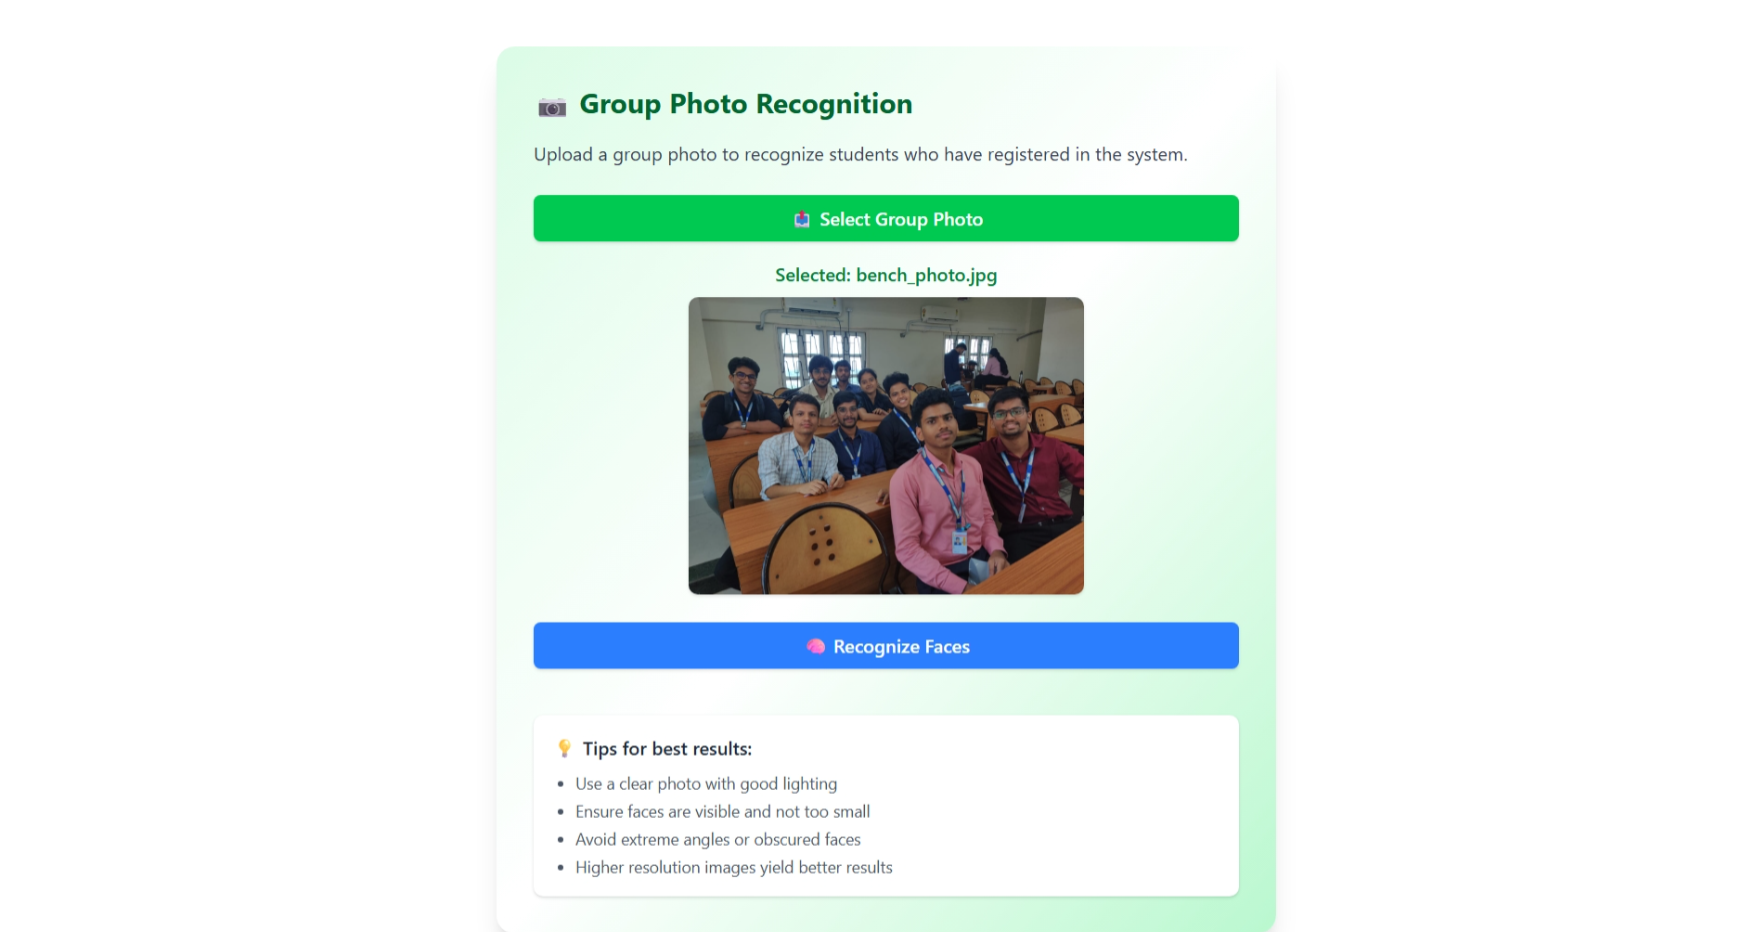 📷 Group Photo Recognition
Upload a group photo to recognize students who have registered in the system.
📤 Select Group Photo
Selected: bench_photo.jpg
🧠 Recognize Faces
💡 Tips for best results:
• Use a clear photo with good lighting
• Ensure faces are visible and not too small
• Avoid extreme angles or obscured faces
• Higher resolution images yield better results